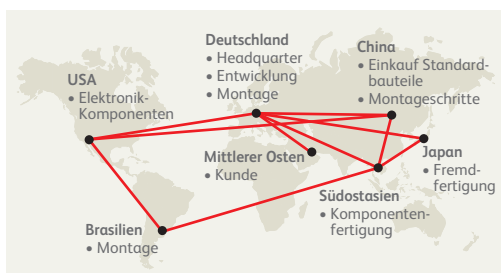 Deutschland
• Headquarter
• Entwicklung
• Montage
China
• Einkauf Standard-
bauteile
• Montageschritte
USA
• Elektronik-
Komponenten
Mittlerer Osten
• Kunde
Japan
• Fremd-
fertigung
Südostasien
• Komponenten-
fertigung
Brasilien
• Montage